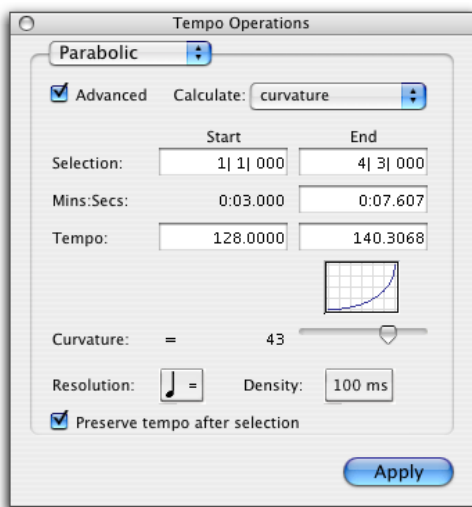 Tempo Operations
Parabolic
Advanced Calculate: curvature
Start End
Selection: 1| 1| 000 4| 3| 000
Mins:Secs: 0:03.000 0:07.607
Tempo: 128.0000 140.3068
Curvature: = 43
Resolution: = Density: 100 ms
Preserve tempo after selection
Apply